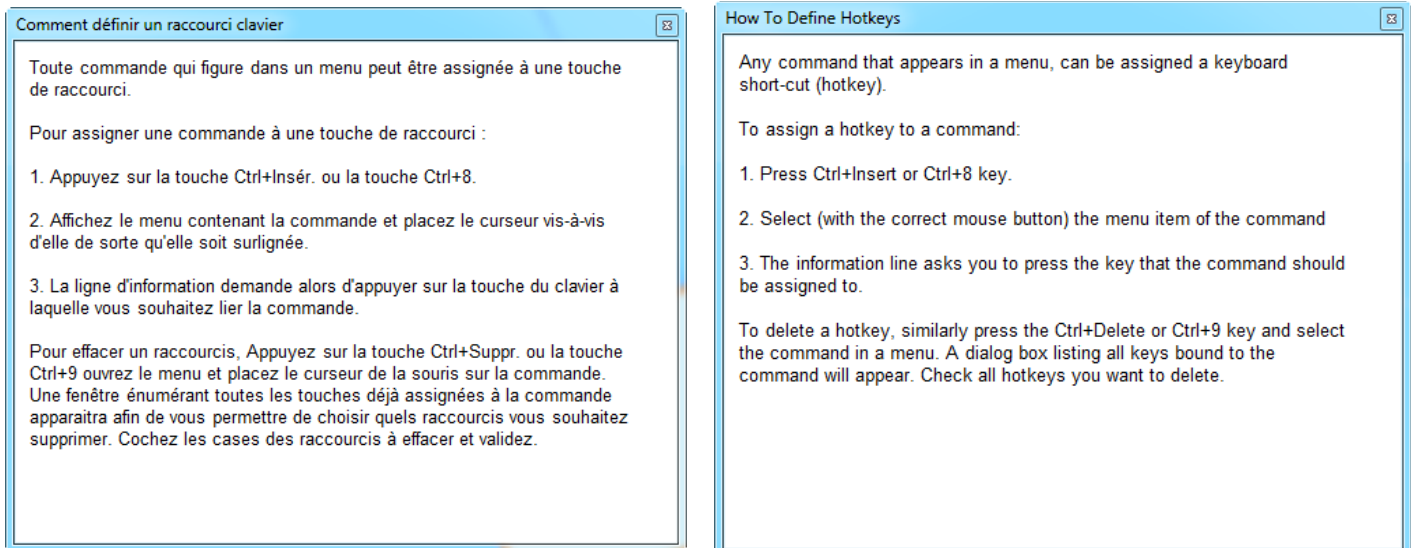 Comment définir un raccourci clavier
Toute commande qui figure dans un menu peut être assignée à une touche
de raccourci.
Pour assigner une commande à une touche de raccourci :
1. Appuyez sur la touche Ctrl+Insér. ou la touche Ctrl+8.
2. Affichez le menu contenant la commande et placez le curseur vis-à-vis
d'elle de sorte qu'elle soit surlignée.
3. La ligne d'information demande alors d'appuyer sur la touche du clavier à
laquelle vous souhaitez lier la commande.
Pour effacer un raccourcis, Appuyez sur la touche Ctrl+Suppr. ou la touche
Ctrl+9 ouvrez le menu et placez le curseur de la souris sur la commande.
Une fenêtre énumérant toutes les touches déjà assignées à la commande
apparaitra afin de vous permettre de choisir quels raccourcis vous souhaitez
supprimer. Cochez les cases des raccourcis à effacer et validez.
How To Define Hotkeys
Any command that appears in a menu, can be assigned a keyboard
short-cut (hotkey).
To assign a hotkey to a command:
1. Press Ctrl+Insert or Ctrl+8 key.
2. Select (with the correct mouse button) the menu item of the command
3. The information line asks you to press the key that the command should
be assigned to.
To delete a hotkey, similarly press the Ctrl+Delete or Ctrl+9 key and select
the command in a menu. A dialog box listing all keys bound to the
command will appear. Check all hotkeys you want to delete.